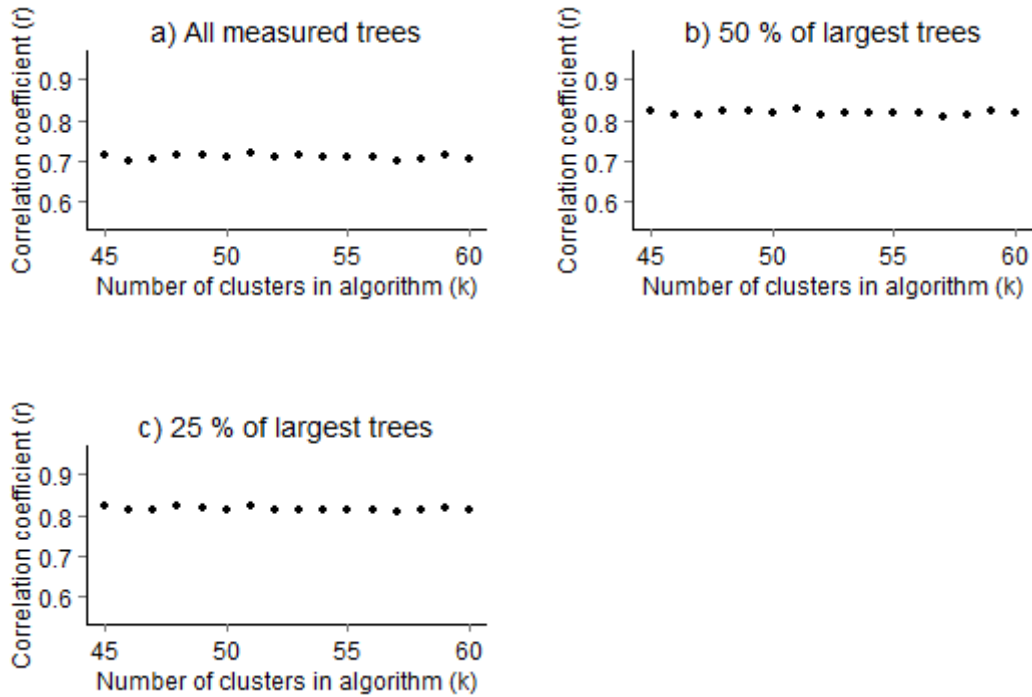 a) All measured trees
Correlation coefficient (r)
0.9
0.8
0.7
0.6
45 50 55 60
Number of clusters in algorithm (k)
b) 50 % of largest trees
Correlation coefficient (r)
0.9
0.8
0.7
0.6
45 50 55 60
Number of clusters in algorithm (k)
c) 25 % of largest trees
Correlation coefficient (r)
0.9
0.8
0.7
0.6
45 50 55 60
Number of clusters in algorithm (k)